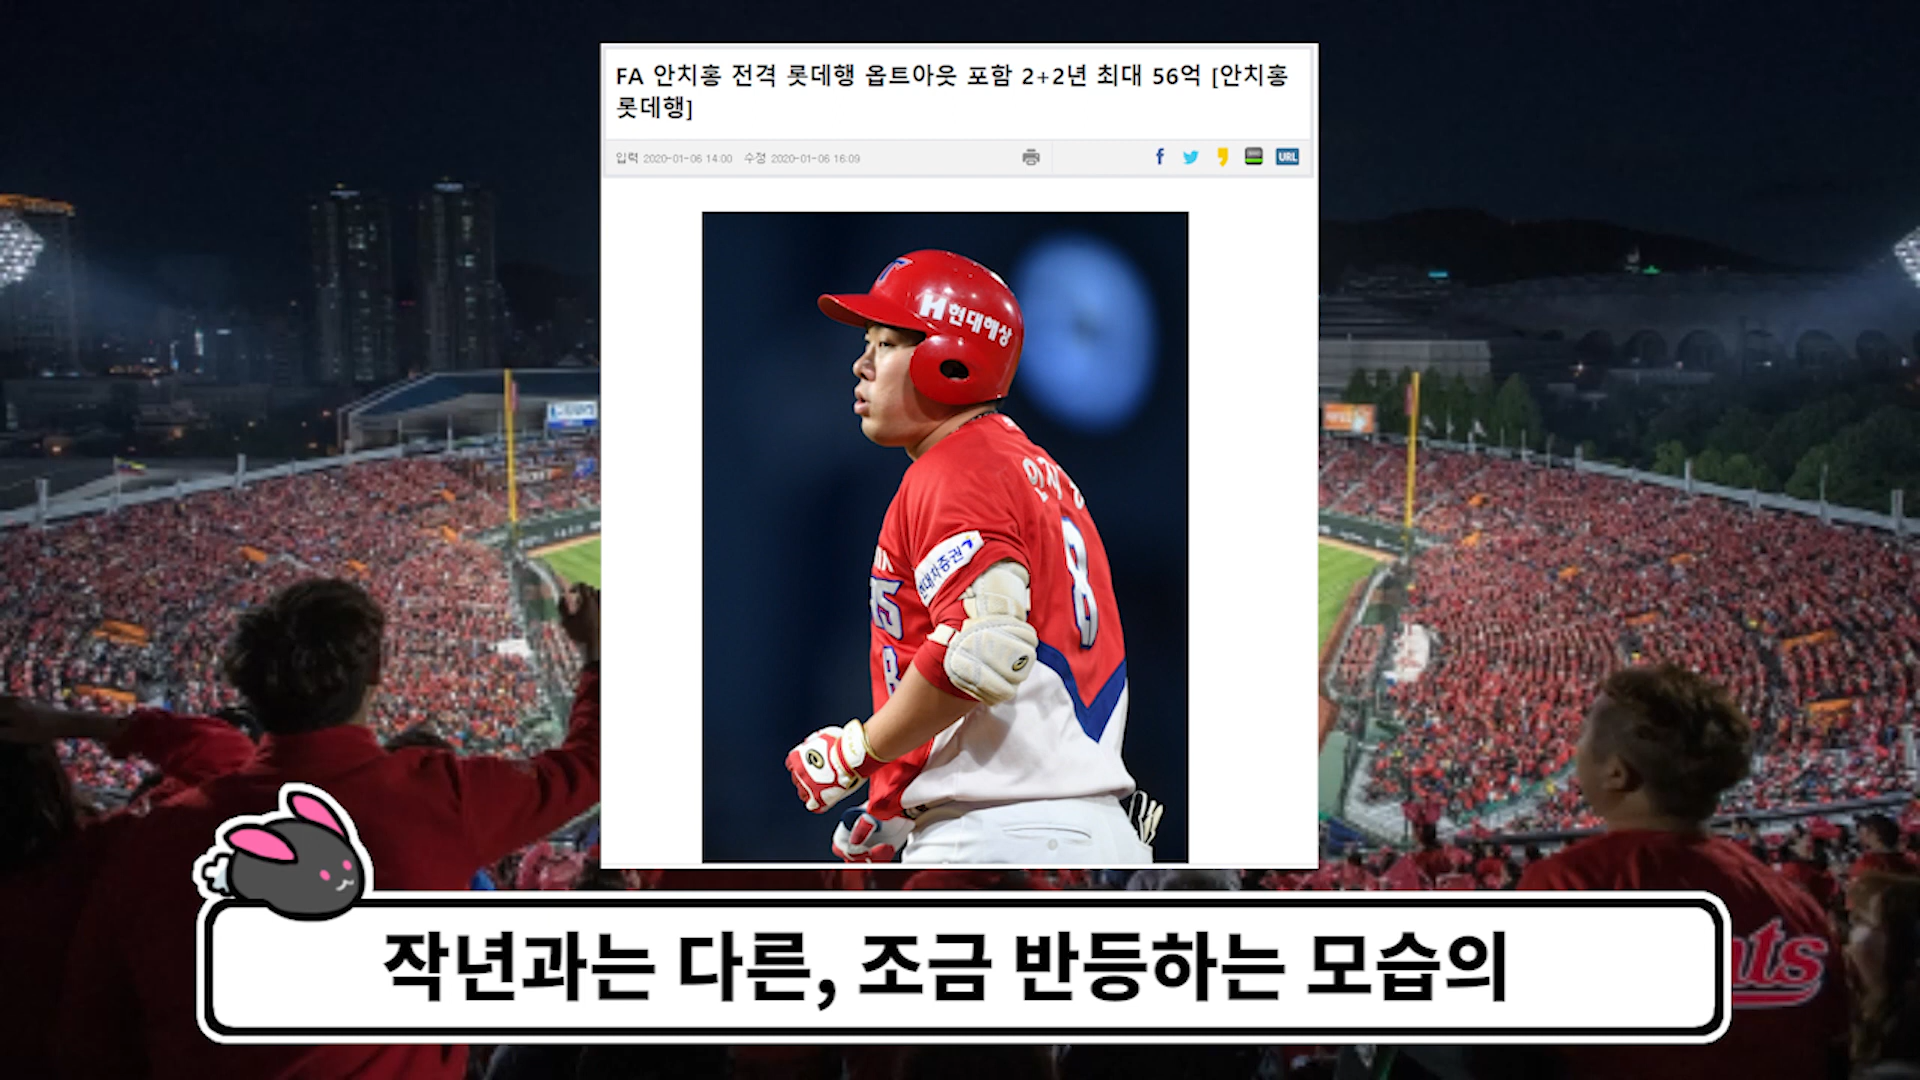 FA 안치홍 전격 롯데행 옵트아웃 포함 2+2년 최대 56억 [안치홍
롯데행]
입력 2020-01-06 14:00 수정 2020-01-06 16:09
URL
H현대해상
8
8
작년과는 다른, 조금 반등하는 모습의